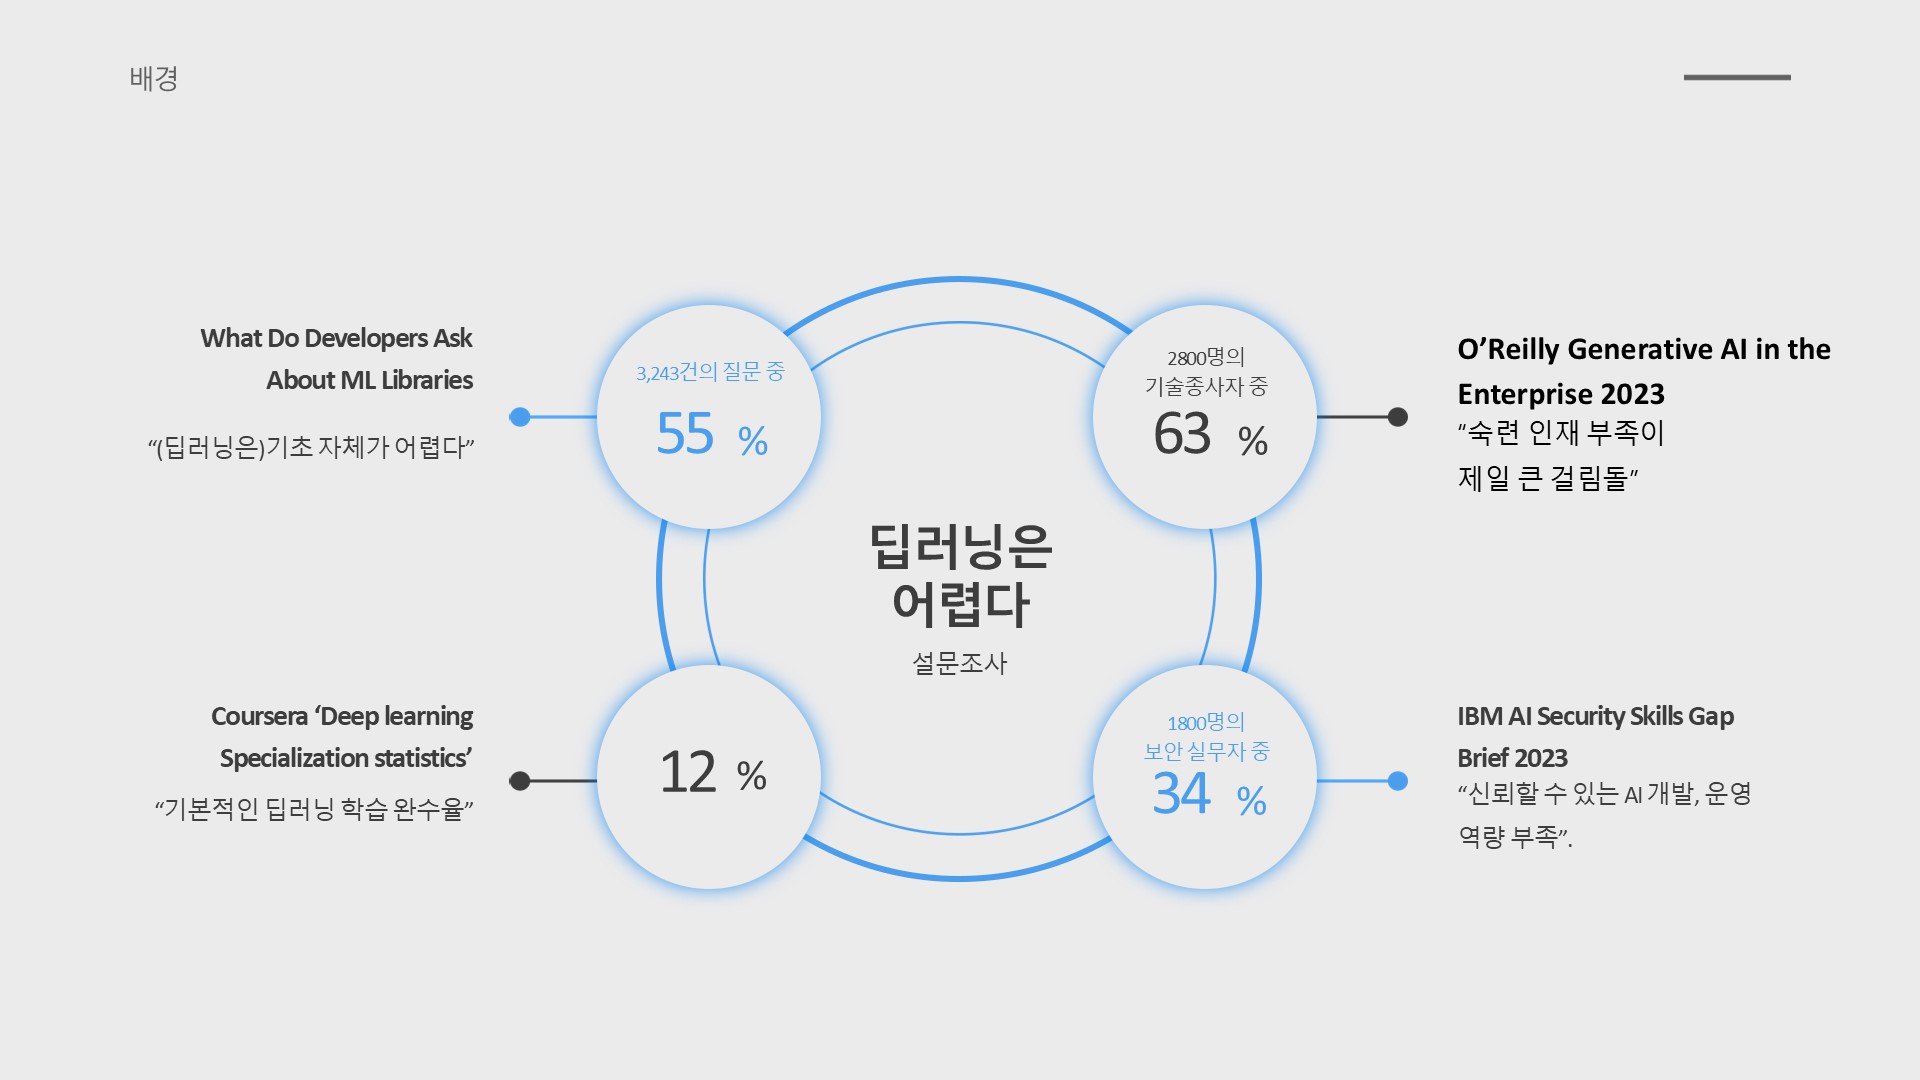 배경
What Do Developers Ask
About ML Libraries
“(딥러닝은)기초 자체가 어렵다”
3,243건의 질문 중
55 %
2800명의
기술종사자 중
63 %
O’Reilly Generative AI in the
Enterprise 2023
“숙련 인재 부족이
제일 큰 걸림돌”
딥러닝은
어렵다
설문조사
Coursera ‘Deep learning
Specialization statistics’
“기본적인 딥러닝 학습 완수율”
12 %
1800명의
보안 실무자 중
34 %
IBM AI Security Skills Gap
Brief 2023
“신뢰할 수 있는 AI 개발, 운영
역량 부족”.